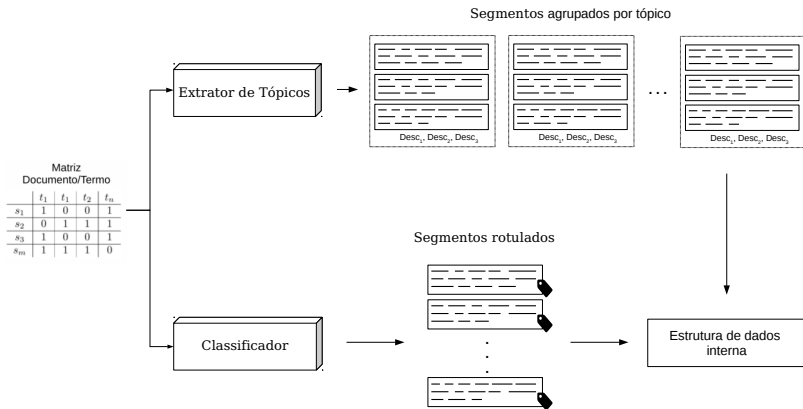 Segmentos agrupados por tópico
Extrator de Tópicos
. . .
Desc1, Desc2, Desc3
Desc1, Desc2, Desc3
Desc1, Desc2, Desc3
Matriz
Documento/Termo
t1 t1 t2 tn
s1 1 0 0 1
s2 0 1 1 1
s3 1 0 0 1
sm 1 1 1 0
Segmentos rotulados
Classificador
Estrutura de dados
interna